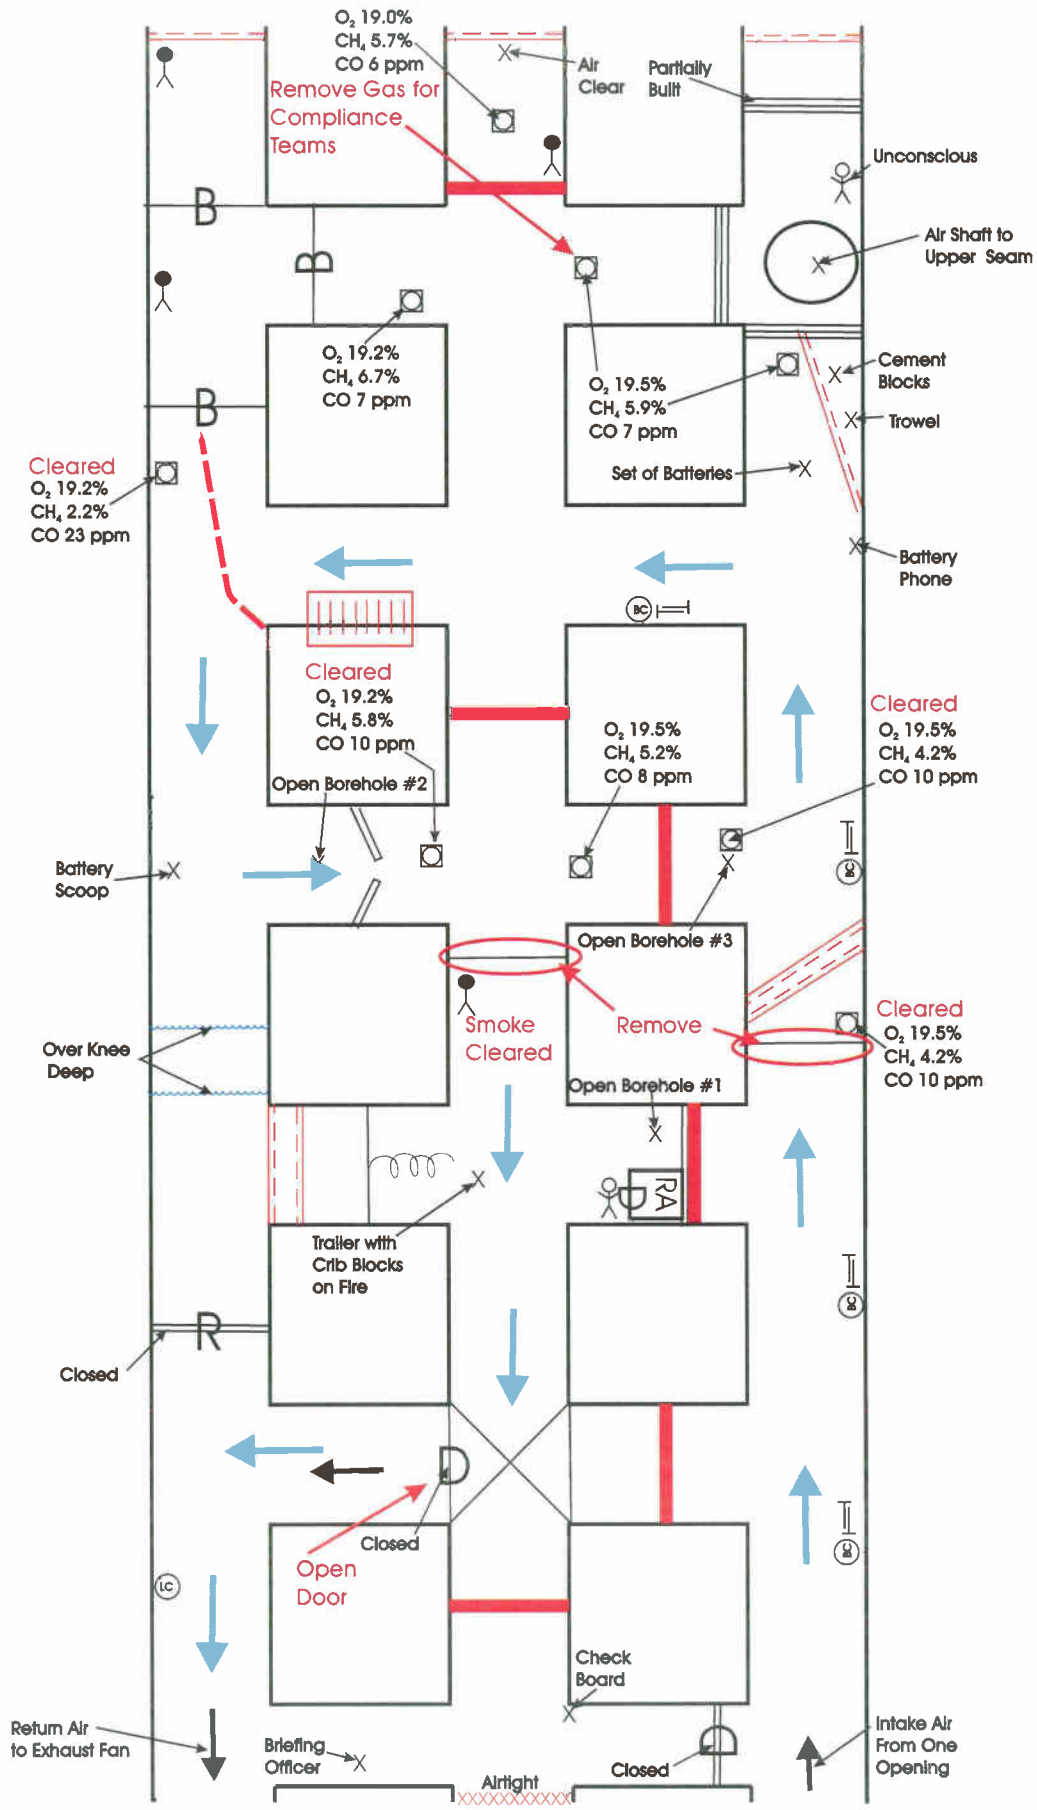 O₂ 19.0%
CH₄ 5.7%
CO 6 ppm
Air
Clear
Partially
Built
Remove Gas for
Compliance
Teams
Unconscious
B
B
Air Shaft to
Upper Seam
O₂ 19.2%
CH₄ 6.7%
CO 7 ppm
O₂ 19.5%
CH₄ 5.9%
CO 7 ppm
Cement
Blocks
Trowel
B
Cleared
O₂ 19.2%
CH₄ 2.2%
CO 23 ppm
Set of Batteries
Battery
Phone
BC
Cleared
O₂ 19.2%
CH₄ 5.8%
CO 10 ppm
Open Borehole #2
O₂ 19.5%
CH₄ 5.2%
CO 8 ppm
Cleared
O₂ 19.5%
CH₄ 4.2%
CO 10 ppm
Battery
Scoop
BC
Open Borehole #3
Smoke
Cleared
Remove
Cleared
O₂ 19.5%
CH₄ 4.2%
CO 10 ppm
Over Knee
Deep
Open Borehole #1
D
RA
Trailer with
Crib Blocks
on Fire
BC
R
Closed
D
Closed
BC
Open
Door
LC
Check
Board
Return Air
to Exhaust Fan
Briefing
Officer
Airtight
Closed
D
Intake Air
From One
Opening